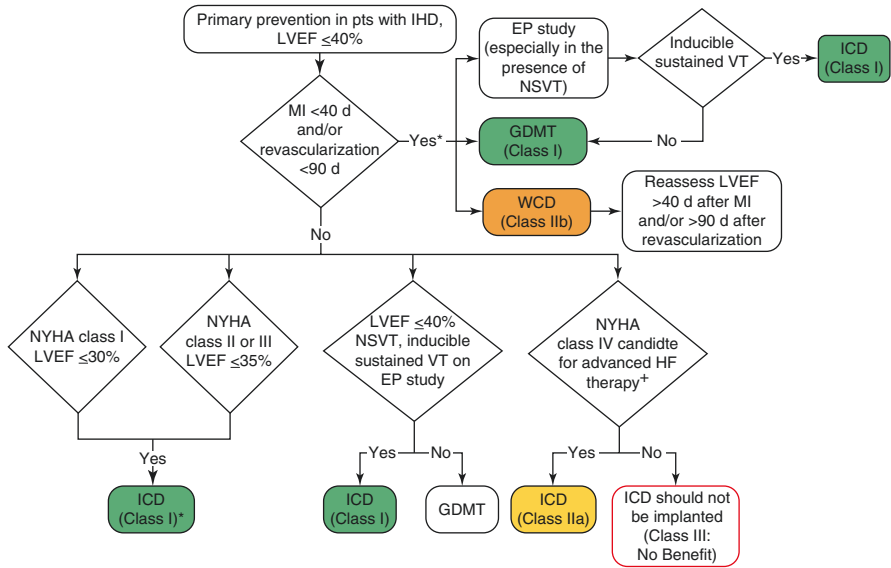 Primary prevention in pts with IHD,
LVEF ≤40%
MI <40 d
and/or
revascularization
<90 d
Yes*
EP study
(especially in the
presence of
NSVT)
Inducible
sustained VT
Yes
ICD
(Class I)
No
GDMT
(Class I)
WCD
(Class IIb)
Reassess LVEF
>40 d after MI
and/or >90 d after
revascularization
No
NYHA class I
LVEF ≤30%
NYHA
class II or III
LVEF ≤35%
LVEF ≤40%
NSVT, inducible
sustained VT on
EP study
NYHA
class IV candidte
for advanced HF
therapy+
Yes
ICD
(Class I)*
Yes
No
ICD
(Class I)
GDMT
Yes
No
ICD
(Class IIa)
ICD should not
be implanted
(Class III:
No Benefit)